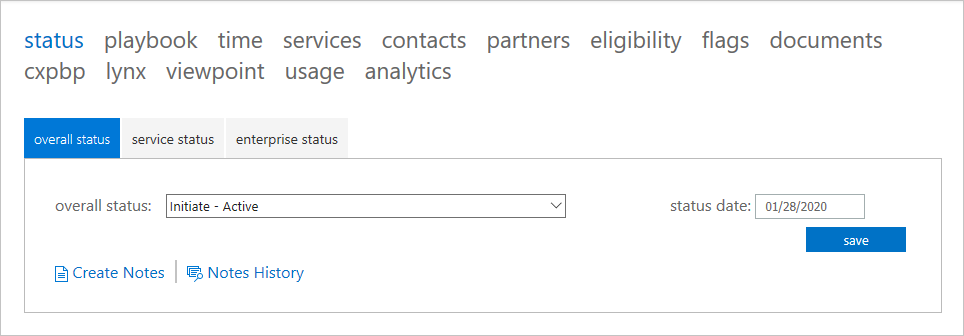 status playbook time services contacts partners eligibility flags documents
cxpbp lynx viewpoint usage analytics
overall status service status enterprise status
overall status: Initiate - Active status date: 01/28/2020
save
Create Notes Notes History